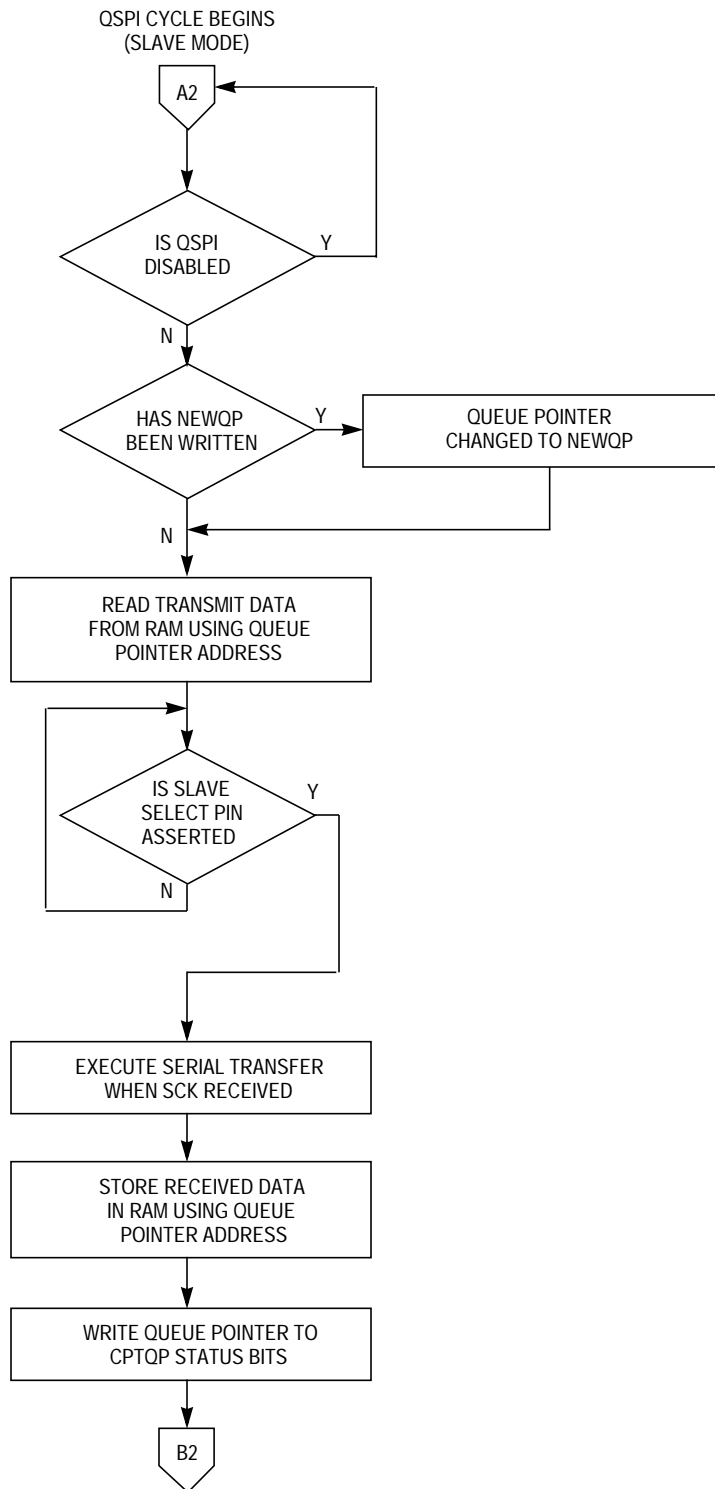 QSPI CYCLE BEGINS
(SLAVE MODE)
A2
IS QSPI
DISABLED
Y
N
HAS NEWQP
BEEN WRITTEN
Y
QUEUE POINTER
CHANGED TO NEWQP
N
READ TRANSMIT DATA
FROM RAM USING QUEUE
POINTER ADDRESS
IS SLAVE
SELECT PIN
ASSERTED
Y
N
EXECUTE SERIAL TRANSFER
WHEN SCK RECEIVED
STORE RECEIVED DATA
IN RAM USING QUEUE
POINTER ADDRESS
WRITE QUEUE POINTER TO
CPTQP STATUS BITS
B2